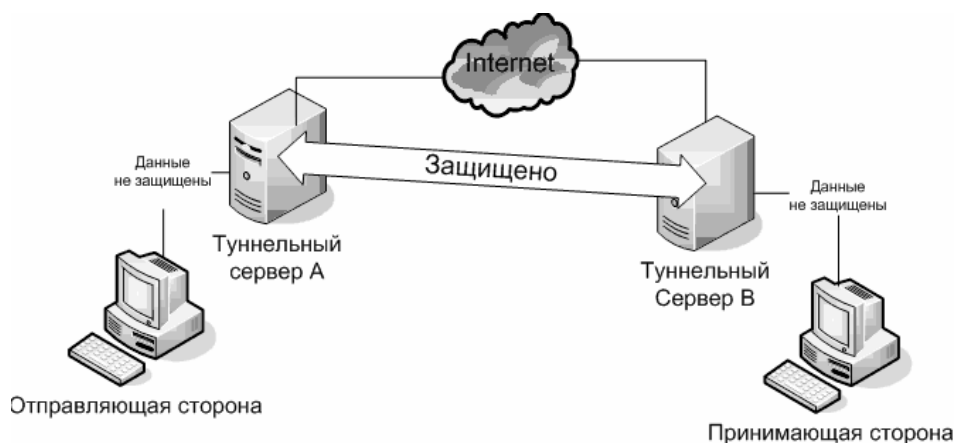 Internet
Защищено
Данные
не защищены
Данные
не защищены
Туннельный
сервер А
Туннельный
Сервер В
Отправляющая сторона
Принимающая сторона